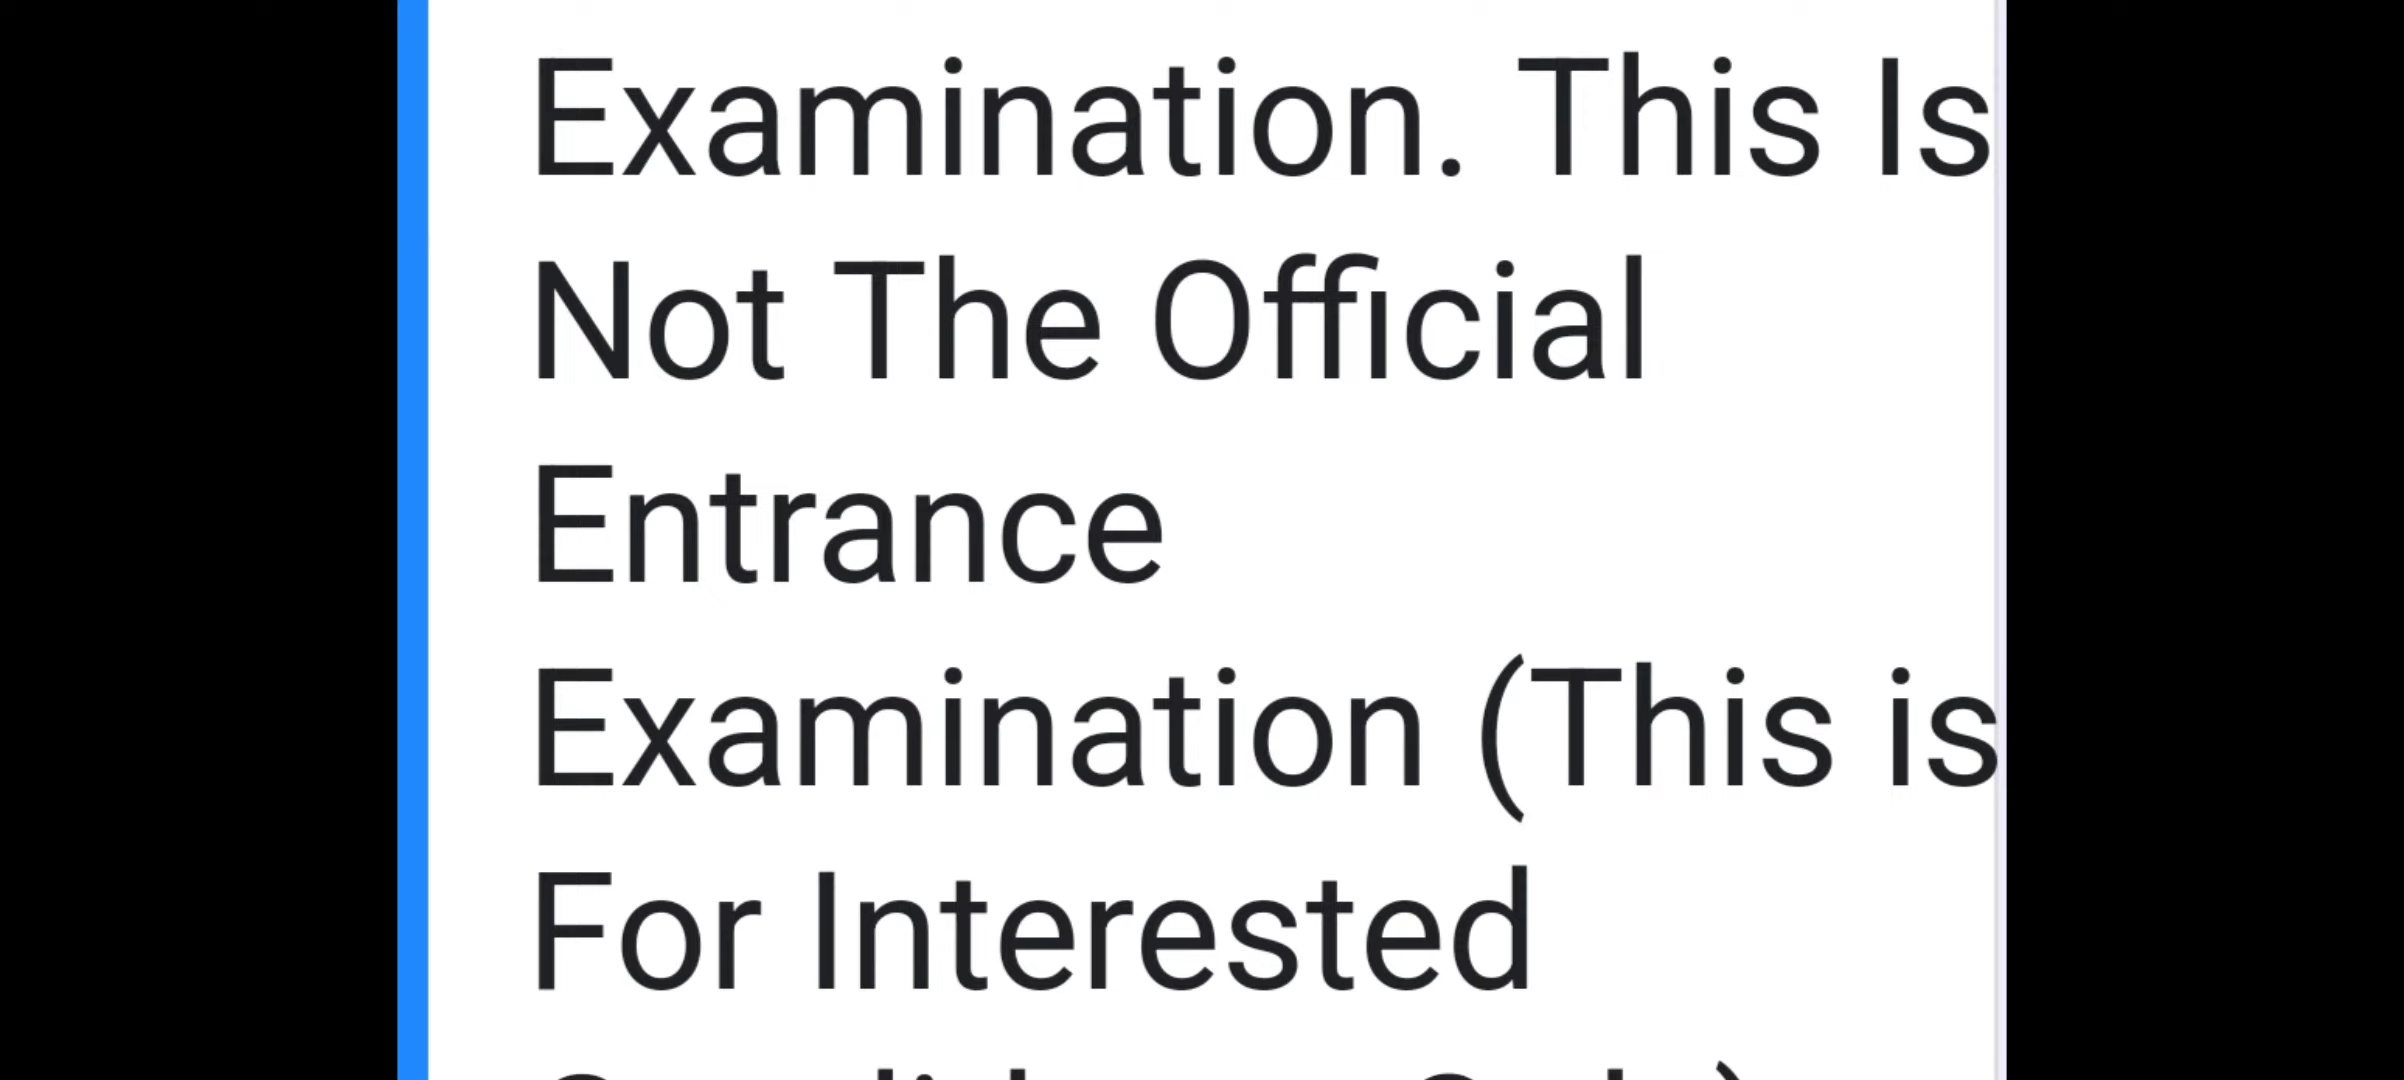 Examination. This Is
Not The Official
Entrance
Examination (This is
For Interested